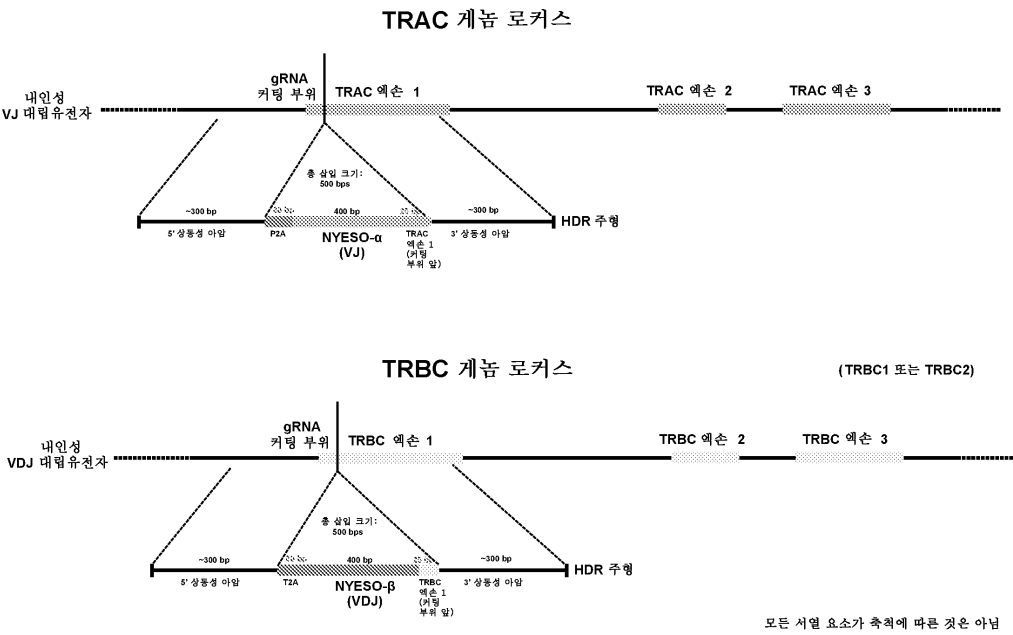 TRAC 게놈 로커스
gRNA
커팅 부위
TRAC 엑손 1
TRAC 엑손 2
TRAC 엑손 3
내인성
VJ 대립유전자
총 삽입 크기:
500 bps
~300 bp
400 bp
~300 bp
HDR 주형
5' 상동성 아암
P2A
NYESO-α
(VJ)
TRAC
엑손 1
(커팅
부위 앞)
3' 상동성 아암
TRBC 게놈 로커스
(TRBC1 또는 TRBC2)
gRNA
커팅 부위
TRBC 엑손 1
TRBC 엑손 2
TRBC 엑손 3
내인성
VDJ 대립유전자
총 삽입 크기:
500 bps
~300 bp
400 bp
~300 bp
HDR 주형
5' 상동성 아암
T2A
NYESO-β
(VDJ)
TRBC
엑손 1
(커팅
부위 앞)
3' 상동성 아암
모든 서열 요소가 축척에 따른 것은 아님